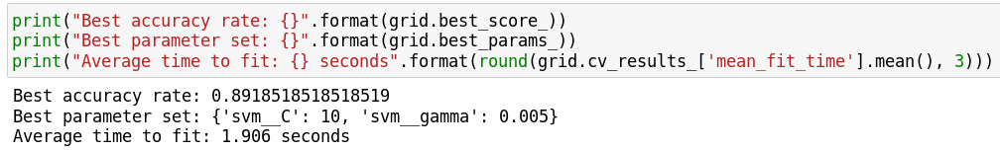 print("Best accuracy rate: {}".format(grid.best_score_))
print("Best parameter set: {}".format(grid.best_params_))
print("Average time to fit: {} seconds".format(round(grid.cv_results_['mean_fit_time'].mean(), 3)))
Best accuracy rate: 0.8918518518518519
Best parameter set: {'svm__C': 10, 'svm__gamma': 0.005}
Average time to fit: 1.906 seconds